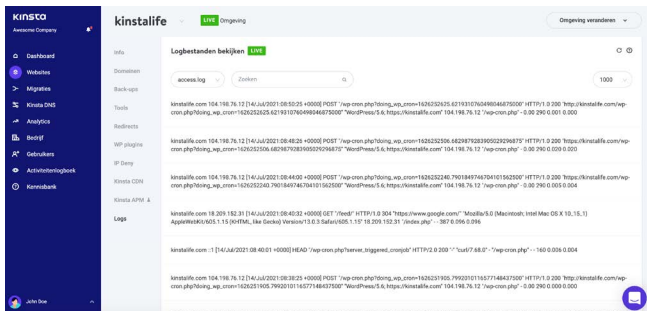 KINSTA
Awesome Company
Dashboard
Websites
Migraties
Kinsta DNS
Analytics
Bedrijf
Gebruikers
Activiteitenlogboek
Kennisbank
John Doe
kinstalife
LIVE Omgeving
Omgeving veranderen
Info
Domeinen
Back-ups
Tools
Redirects
WP plugins
IP Deny
Kinsta CDN
Kinsta APM
Logs
Logbestanden bekijken LIVE
access.log
Zoeken
1000
kinstalife.com 104.198.76.12 [14/Jul/2021:08:50:25 +0000] POST "/wp-cron.php?doing_wp_cron=1626252625.6219310760498046875000" HTTP/1.0 200 "http://kinstalife.com/wp-
cron.php?doing_wp_cron=1626252625.6219310760498046875000" "WordPress/5.6; https://kinstalife.com" 104.198.76.12 "/wp-cron.php" - 0.00 290 0.001 0.000
kinstalife.com 104.198.76.12 [14/Jul/2021:08:48:26 +0000] POST "/wp-cron.php?doing_wp_cron=1626252506.6829879283905029296875" HTTP/1.0 200 "http://kinstalife.com/wp-
cron.php?doing_wp_cron=1626252506.6829879283905029296875" "WordPress/5.6; https://kinstalife.com" 104.198.76.12 "/wp-cron.php" - 0.00 290 0.020 0.020
kinstalife.com 104.198.76.12 [14/Jul/2021:08:44:00 +0000] POST "/wp-cron.php?doing_wp_cron=1626252240.7901849746704101562500" HTTP/1.0 200 "http://kinstalife.com/wp-
cron.php?doing_wp_cron=1626252240.7901849746704101562500" "WordPress/5.6; https://kinstalife.com" 104.198.76.12 "/wp-cron.php" - 0.00 290 0.005 0.004
kinstalife.com 18.209.152.31 [14/Jul/2021:08:40:32 +0000] GET "/feed/" HTTP/1.0 304 "https://www.google.com/" "Mozilla/5.0 (Macintosh; Intel Mac OS X 10_15_1)
AppleWebKit/605.1.15 (KHTML, like Gecko) Version/13.0.3 Safari/605.1.15" 18.209.152.31 "/index.php" - - 387 0.096 0.096
kinstalife.com ::1 [14/Jul/2021:08:40:01 +0000] HEAD "/wp-cron.php?server_triggered_cronjob" HTTP/2.0 200 "-" "curl/7.68.0" - "/wp-cron.php" - - 160 0.006 0.004
kinstalife.com 104.198.76.12 [14/Jul/2021:08:38:25 +0000] POST "/wp-cron.php?doing_wp_cron=1626251905.7992010116577148437500" HTTP/1.0 200 "http://kinstalife.com/wp-
cron.php?doing_wp_cron=1626251905.7992010116577148437500" "WordPress/5.6; https://kinstalife.com" 104.198.76.12 "/wp-cron.php" - 0.00 290 0.000 0.000